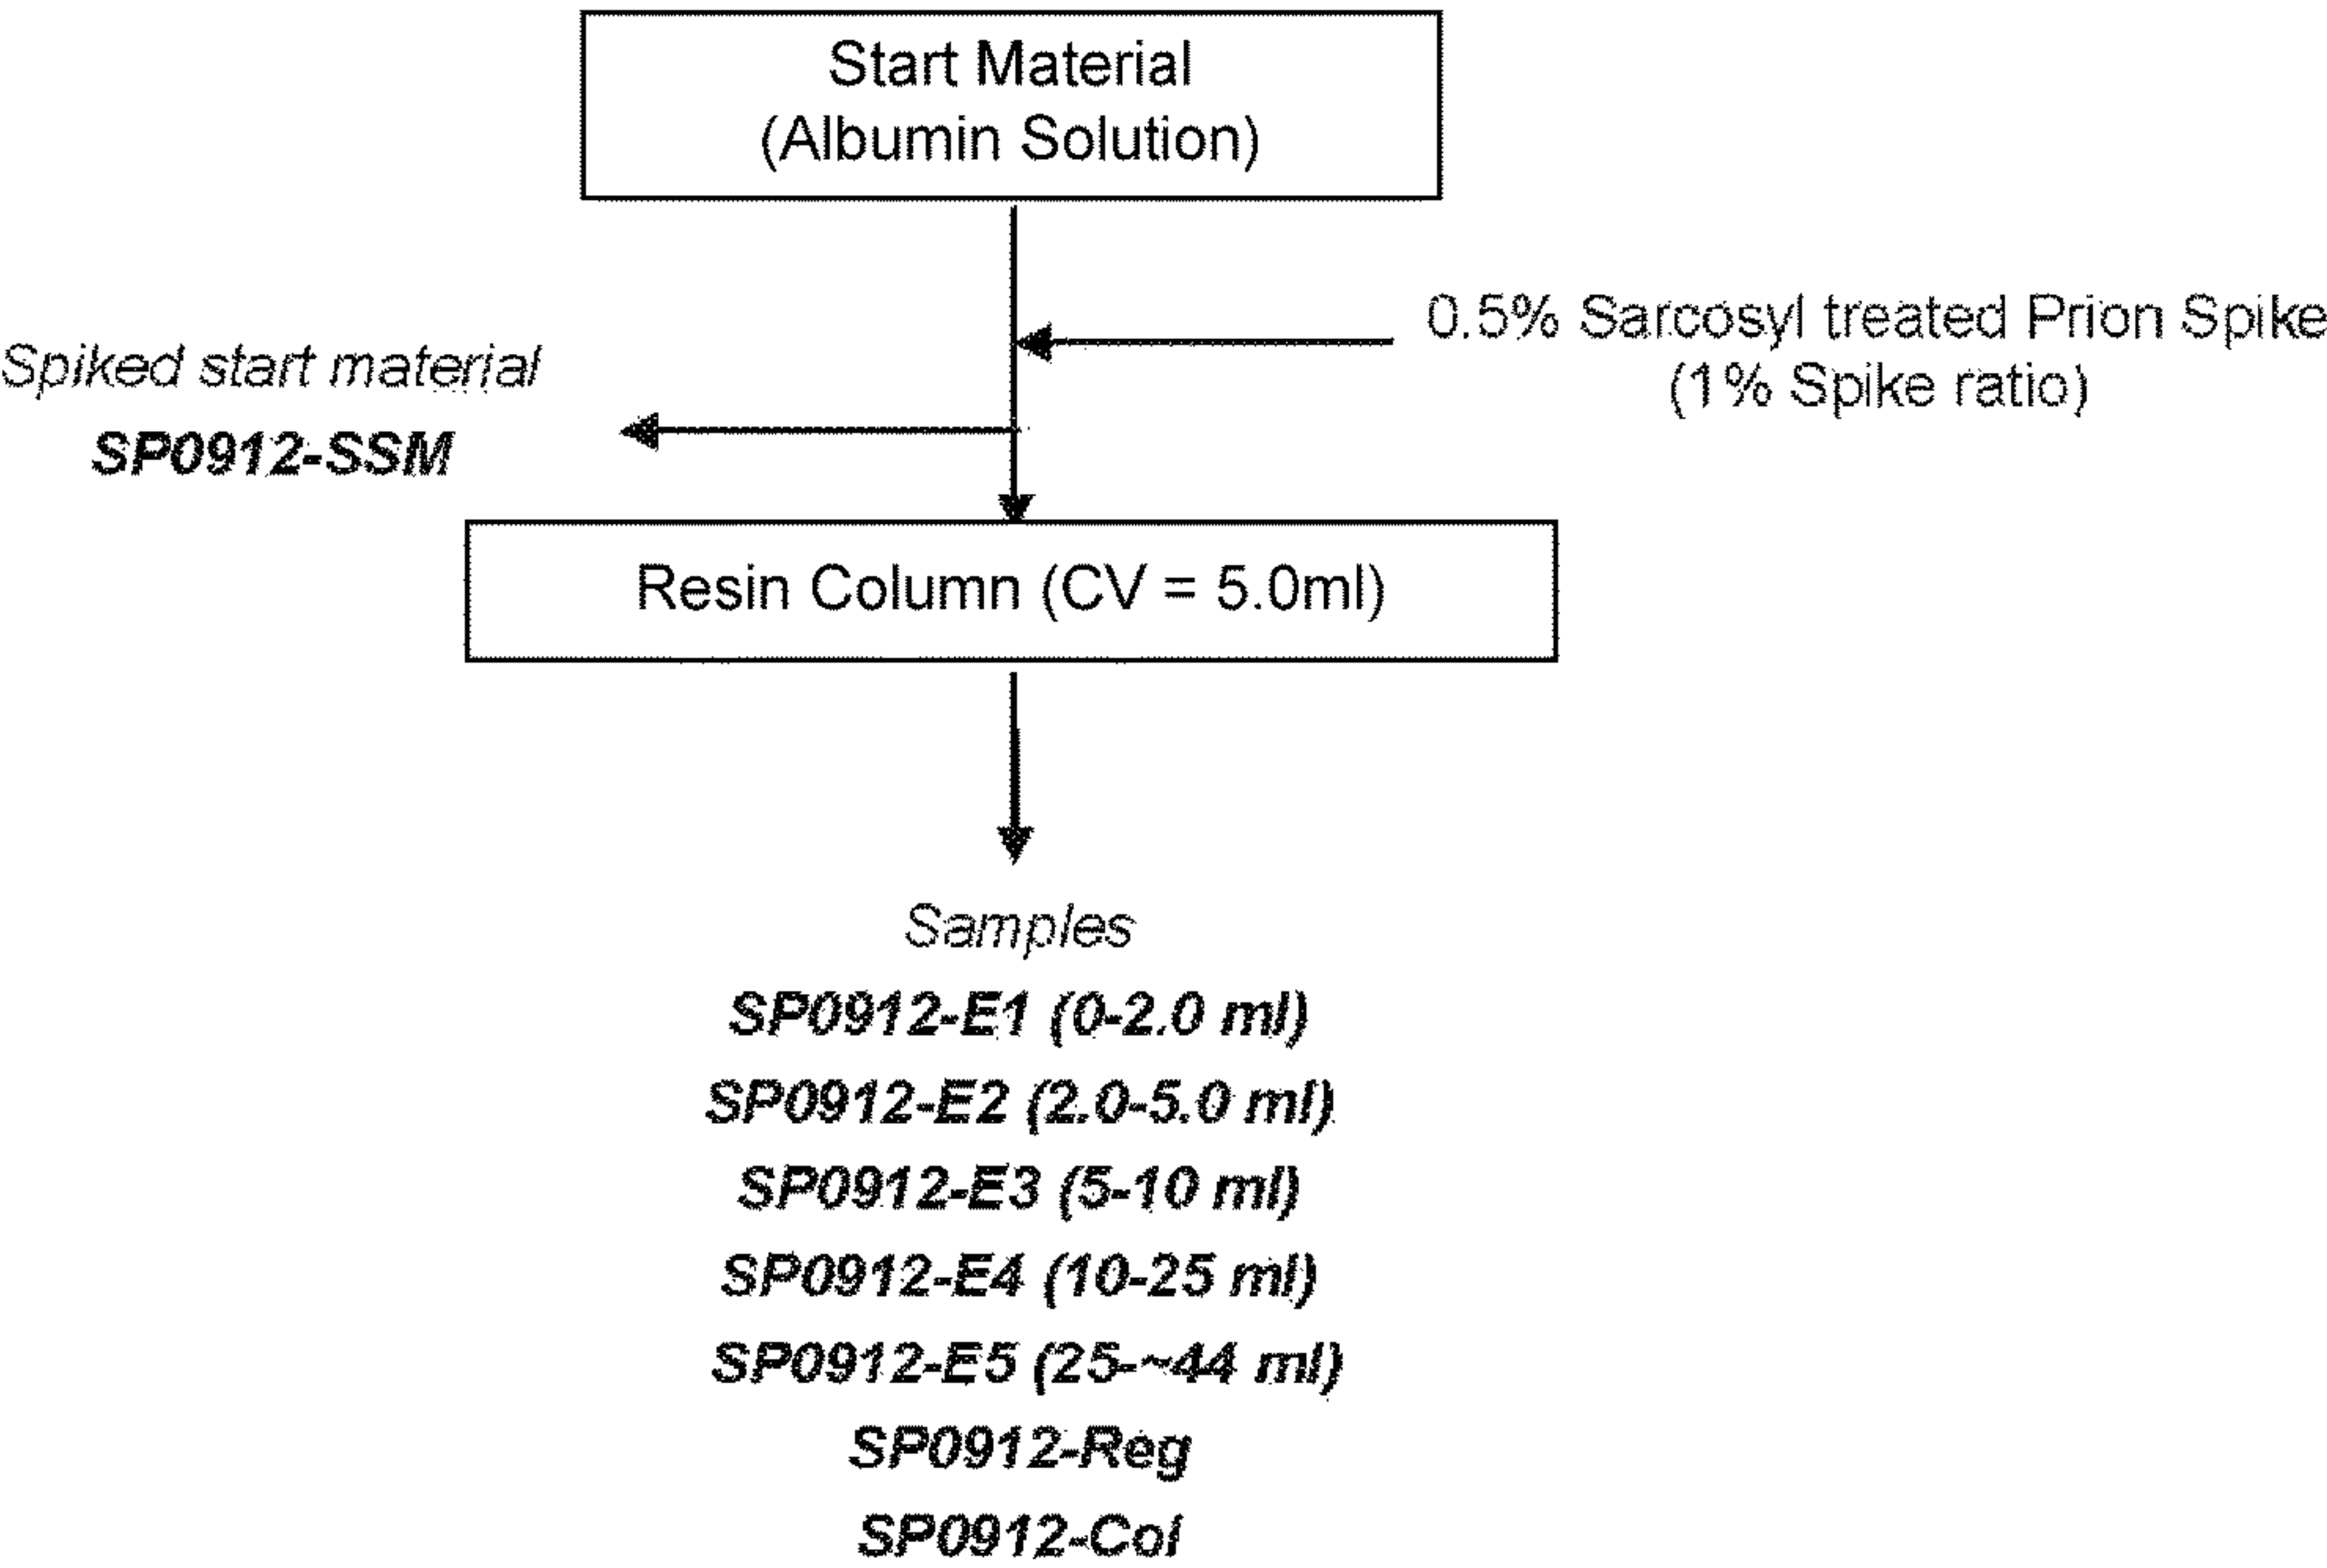 Start Material
(Albumin Solution)
0.5% Sarcosyl treated Prion Spike
(1% Spike ratio)
Spiked start material
SP0912-SSM
Resin Column (CV = 5.0ml)
Samples
SP0912-E1 (0-2.0 ml)
SP0912-E2 (2.0-5.0 ml)
SP0912-E3 (5-10 ml)
SP0912-E4 (10-25 ml)
SP0912-E5 (25-~44 ml)
SP0912-Reg
SP0912-Col